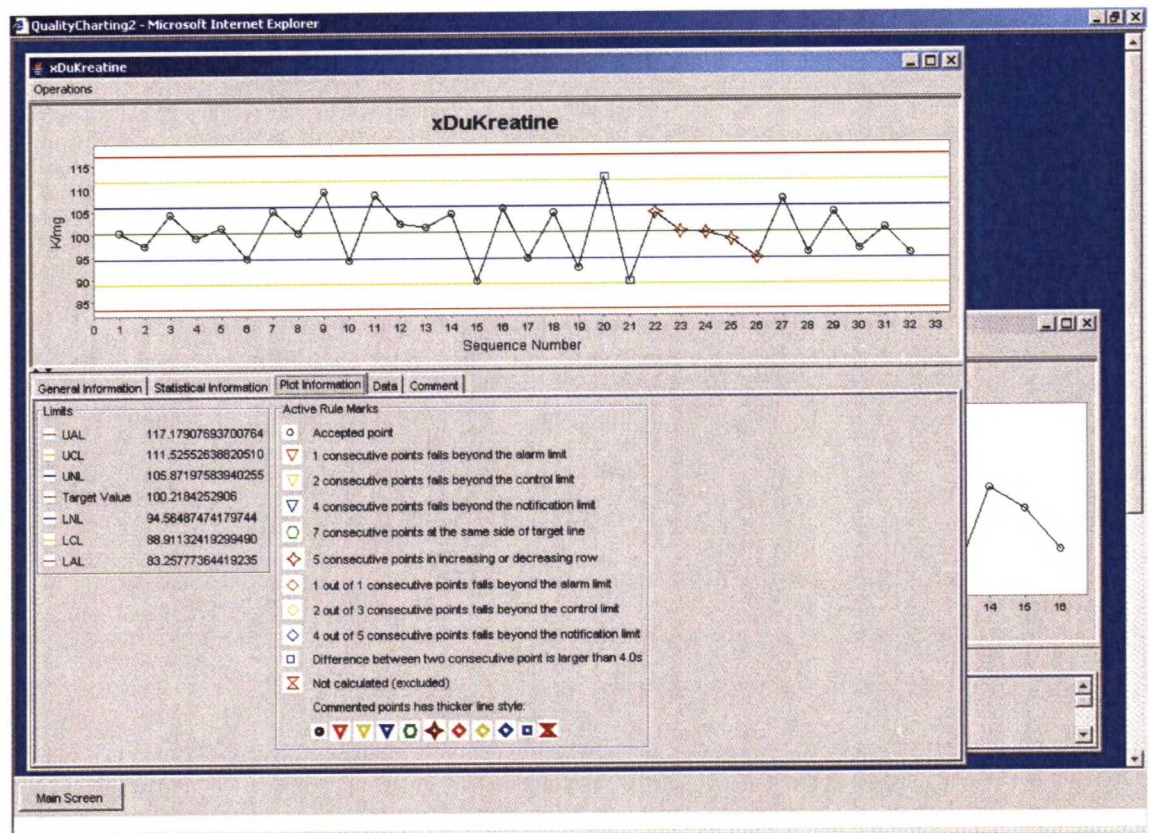 QualityCharting2 - Microsoft Internet Explorer
xDuKreatine
Operations
xDuKreatine
K/mg
115
110
105
100
95
90
85
0 1 2 3 4 5 6 7 8 9 10 11 12 13 14 15 16 17 18 19 20 21 22 23 24 25 26 27 28 29 30 31 32 33
Sequence Number
General Information Statistical Information Plot Information Data Comment
Limits
UAL 117.17907693700764
UCL 111.52552638820510
UNL 105.87197583940255
Target Value 100.2184252906
LNL 94.56487474179744
LCL 88.91132419299490
LAL 83.25777364419235
Active Rule Marks
Accepted point
1 consecutive points falls beyond the alarm limit
2 consecutive points falls beyond the control limit
4 consecutive points falls beyond the notification limit
7 consecutive points at the same side of target line
5 consecutive points in increasing or decreasing row
1 out of 1 consecutive points falls beyond the alarm limit
2 out of 3 consecutive points falls beyond the control limit
4 out of 5 consecutive points falls beyond the notification limit
Difference between two consecutive point is larger than 4.0s
Not calculated (excluded)
Commented points has thicker line style:
14 15 16
Main Screen